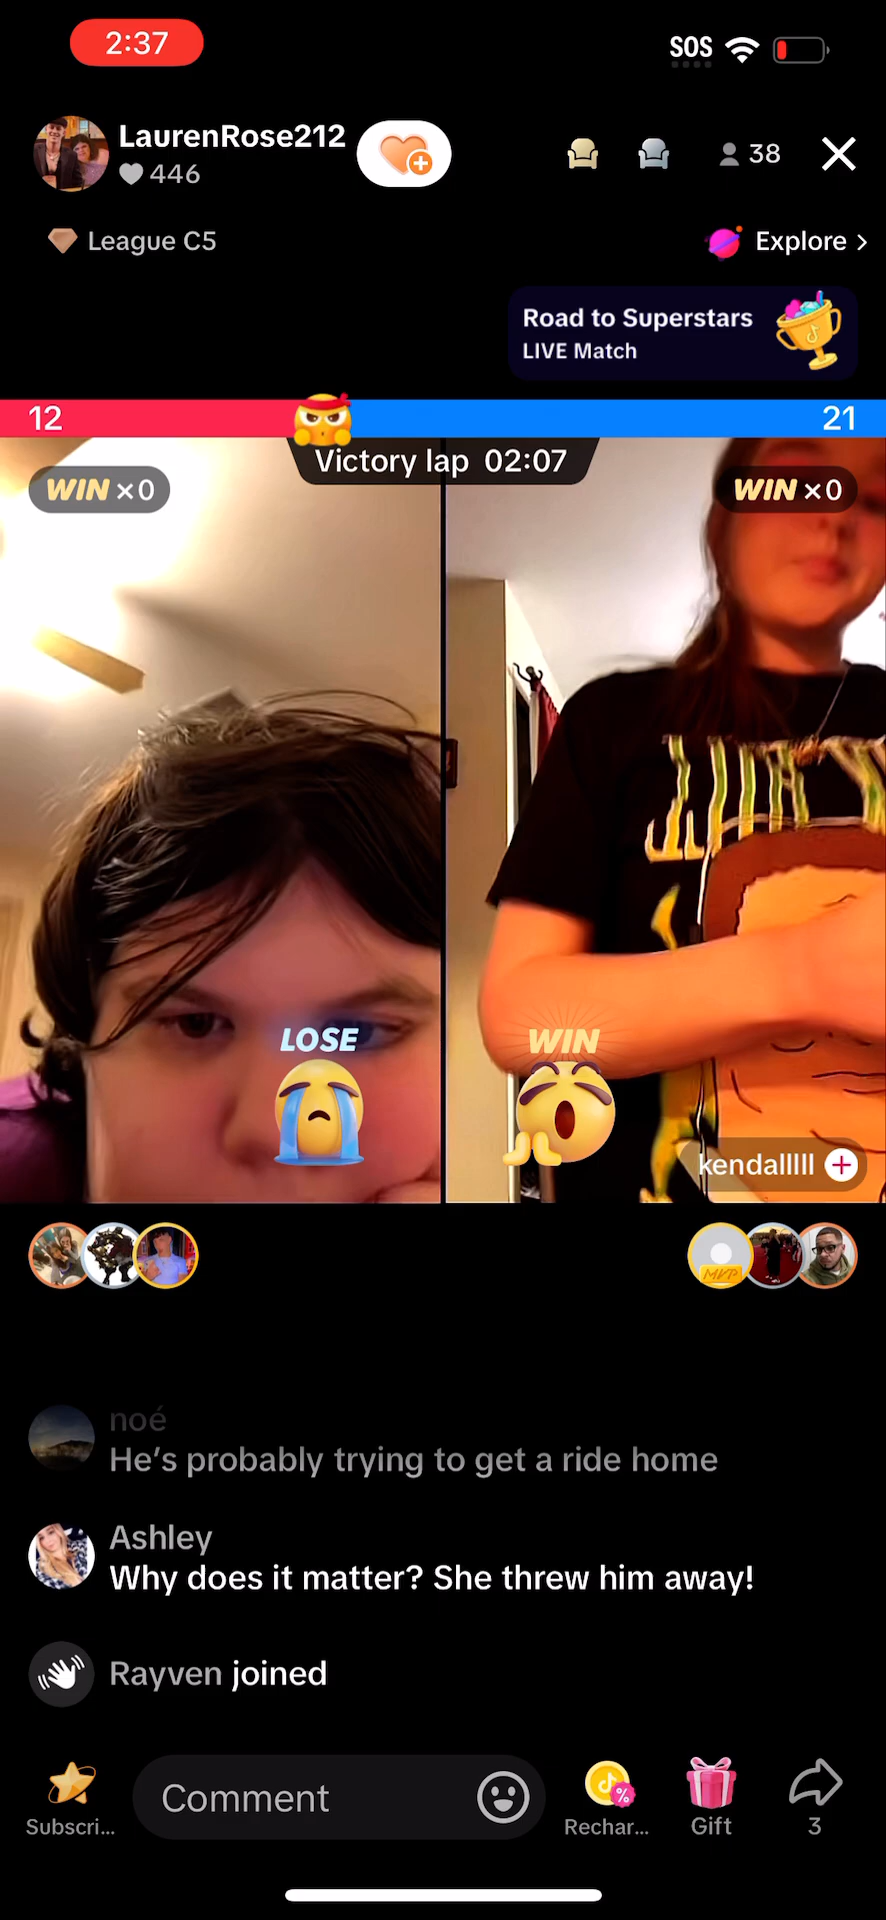 2:37
SOS
LaurenRose212
446
38
League C5
Explore >
Road to Superstars
LIVE Match
12
21
Victory lap 02:07
WIN ×0
WIN ×0
LOSE
WIN
kendalllll
MVP
noé
He's probably trying to get a ride home
Ashley
Why does it matter? She threw him away!
Rayven joined
Subscri...
Comment
Rechar...
Gift
3